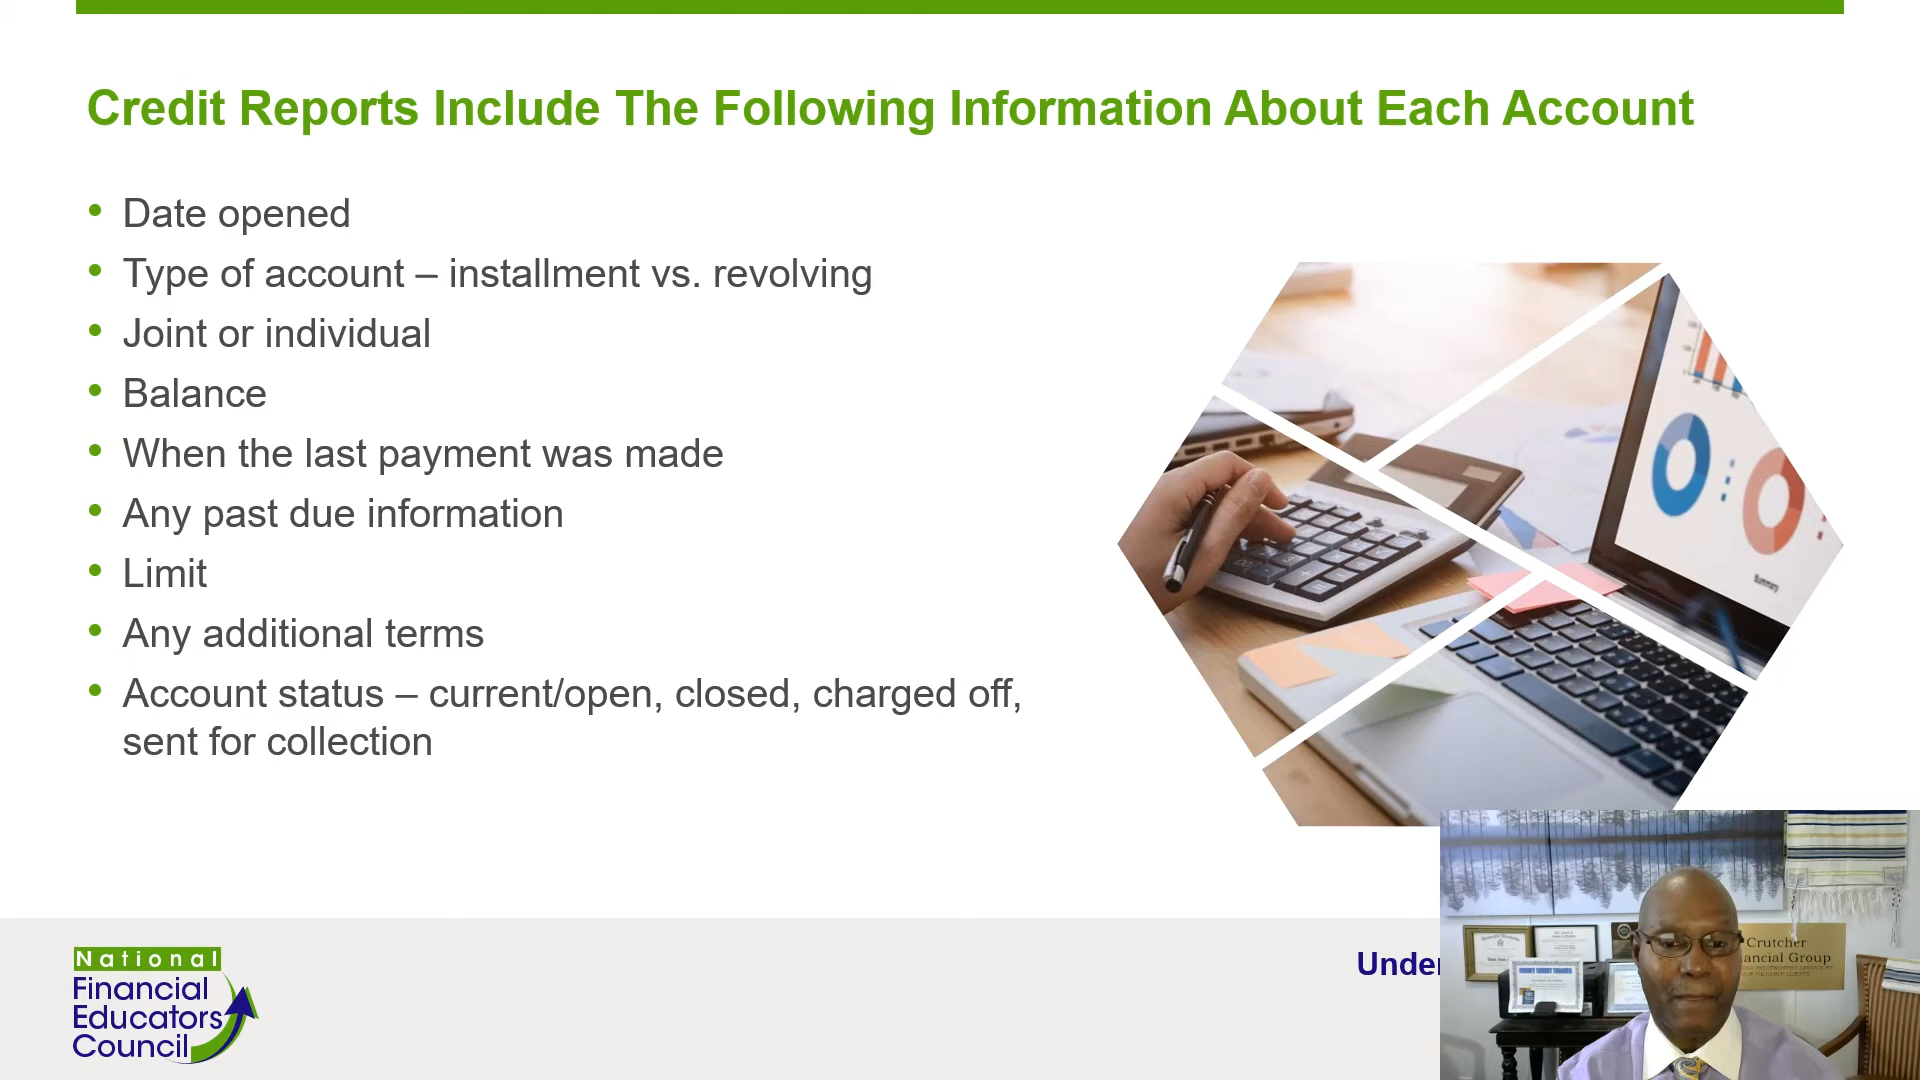 Credit Reports Include The Following Information About Each Account
• Date opened
• Type of account – installment vs. revolving
• Joint or individual
• Balance
• When the last payment was made
• Any past due information
• Limit
• Any additional terms
• Account status – current/open, closed, charged off,
sent for collection
Summary
National
Financial
Educators
Council
Under
Crutcher
ancial Group